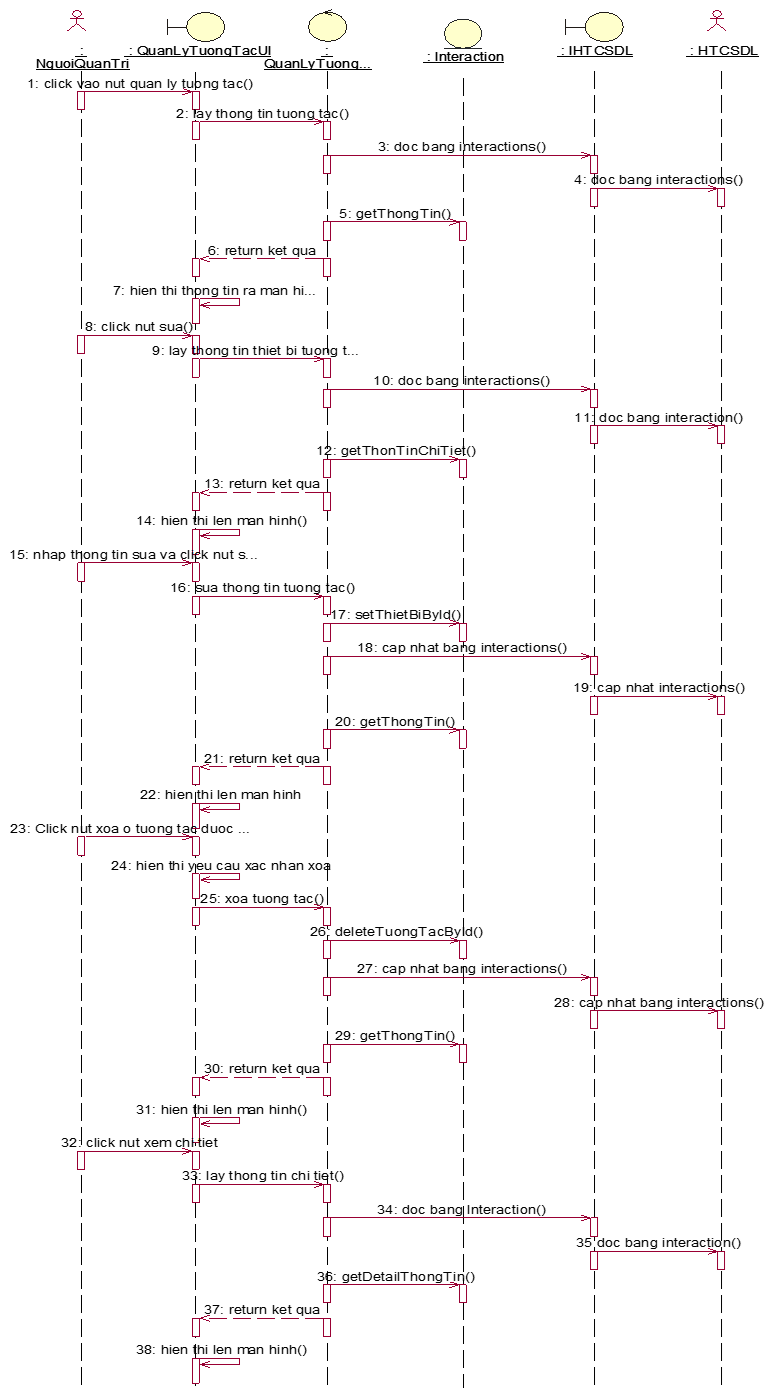 :
NguoiQuanTri
: QuanLyTuongTacUI
:
QuanLyTuong...
: Interaction
: IHTCSDL
: HTCSDL
1: click vao nut quan ly tuong tac()
2: lay thong tin tuong tac()
3: doc bang interactions()
4: doc bang interactions()
5: getThongTin()
6: return ket qua
7: hien thi thong tin ra man hi...
8: click nut sua()
9: lay thong tin thiet bi tuong t...
10: doc bang interactions()
11: doc bang interaction()
12: getThonTinChiTiet()
13: return ket qua
14: hien thi len man hinh()
15: nhap thong tin sua va click nut s...
16: sua thong tin tuong tac()
17: setThietBiById()
18: cap nhat bang interactions()
19: cap nhat interactions()
20: getThongTin()
21: return ket qua
22: hien thi len man hinh
23: Click nut xoa o tuong tac duoc ...
24: hien thi yeu cau xac nhan xoa
25: xoa tuong tac()
26: deleteTuongTacById()
27: cap nhat bang interactions()
28: cap nhat bang interactions()
29: getThongTin()
30: return ket qua
31: hien thi len man hinh()
32: click nut xem chi tiet
33: lay thong tin chi tiet()
34: doc bang Interaction()
35: doc bang interaction()
36: getDetailThongTin()
37: return ket qua
38: hien thi len man hinh()